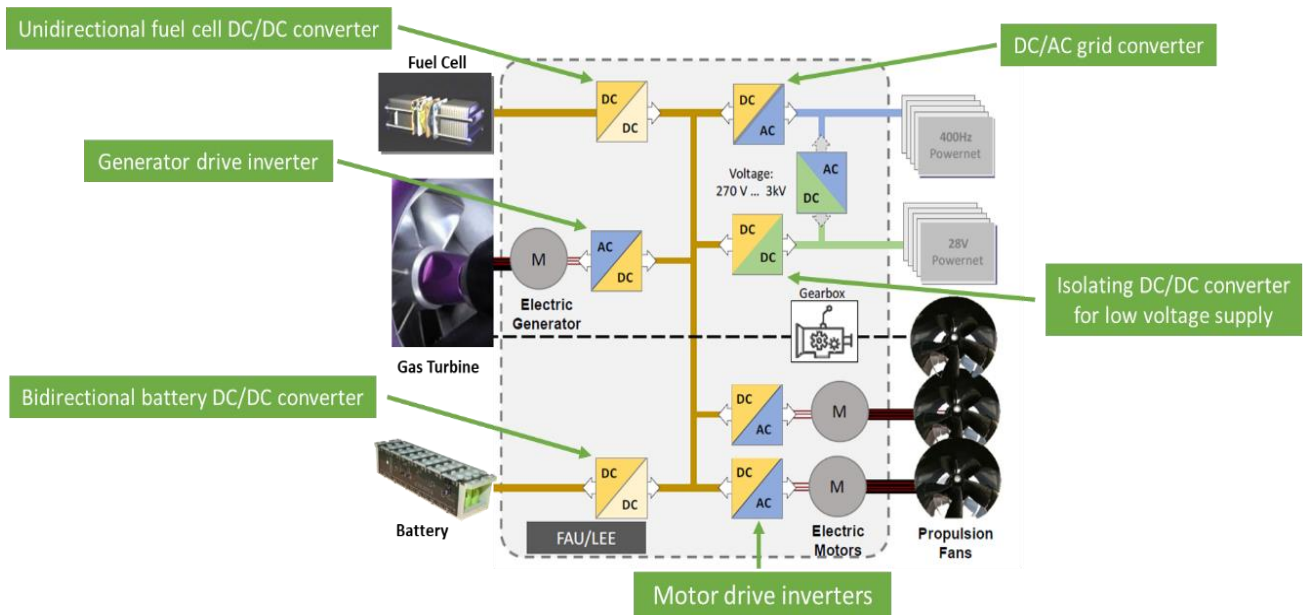 Unidirectional fuel cell DC/DC converter
DC/AC grid converter
Fuel Cell
DC
DC
DC
AC
400Hz
Powernet
Generator drive inverter
Voltage:
270 V ... 3kV
AC
DC
AC
DC
M
DC
DC
28V
Powernet
Electric
Generator
Gearbox
Isolating DC/DC converter
for low voltage supply
Gas Turbine
Bidirectional battery DC/DC converter
DC
AC
M
DC
DC
DC
AC
M
Battery
FAU/LEE
Electric
Motors
Propulsion
Fans
Motor drive inverters